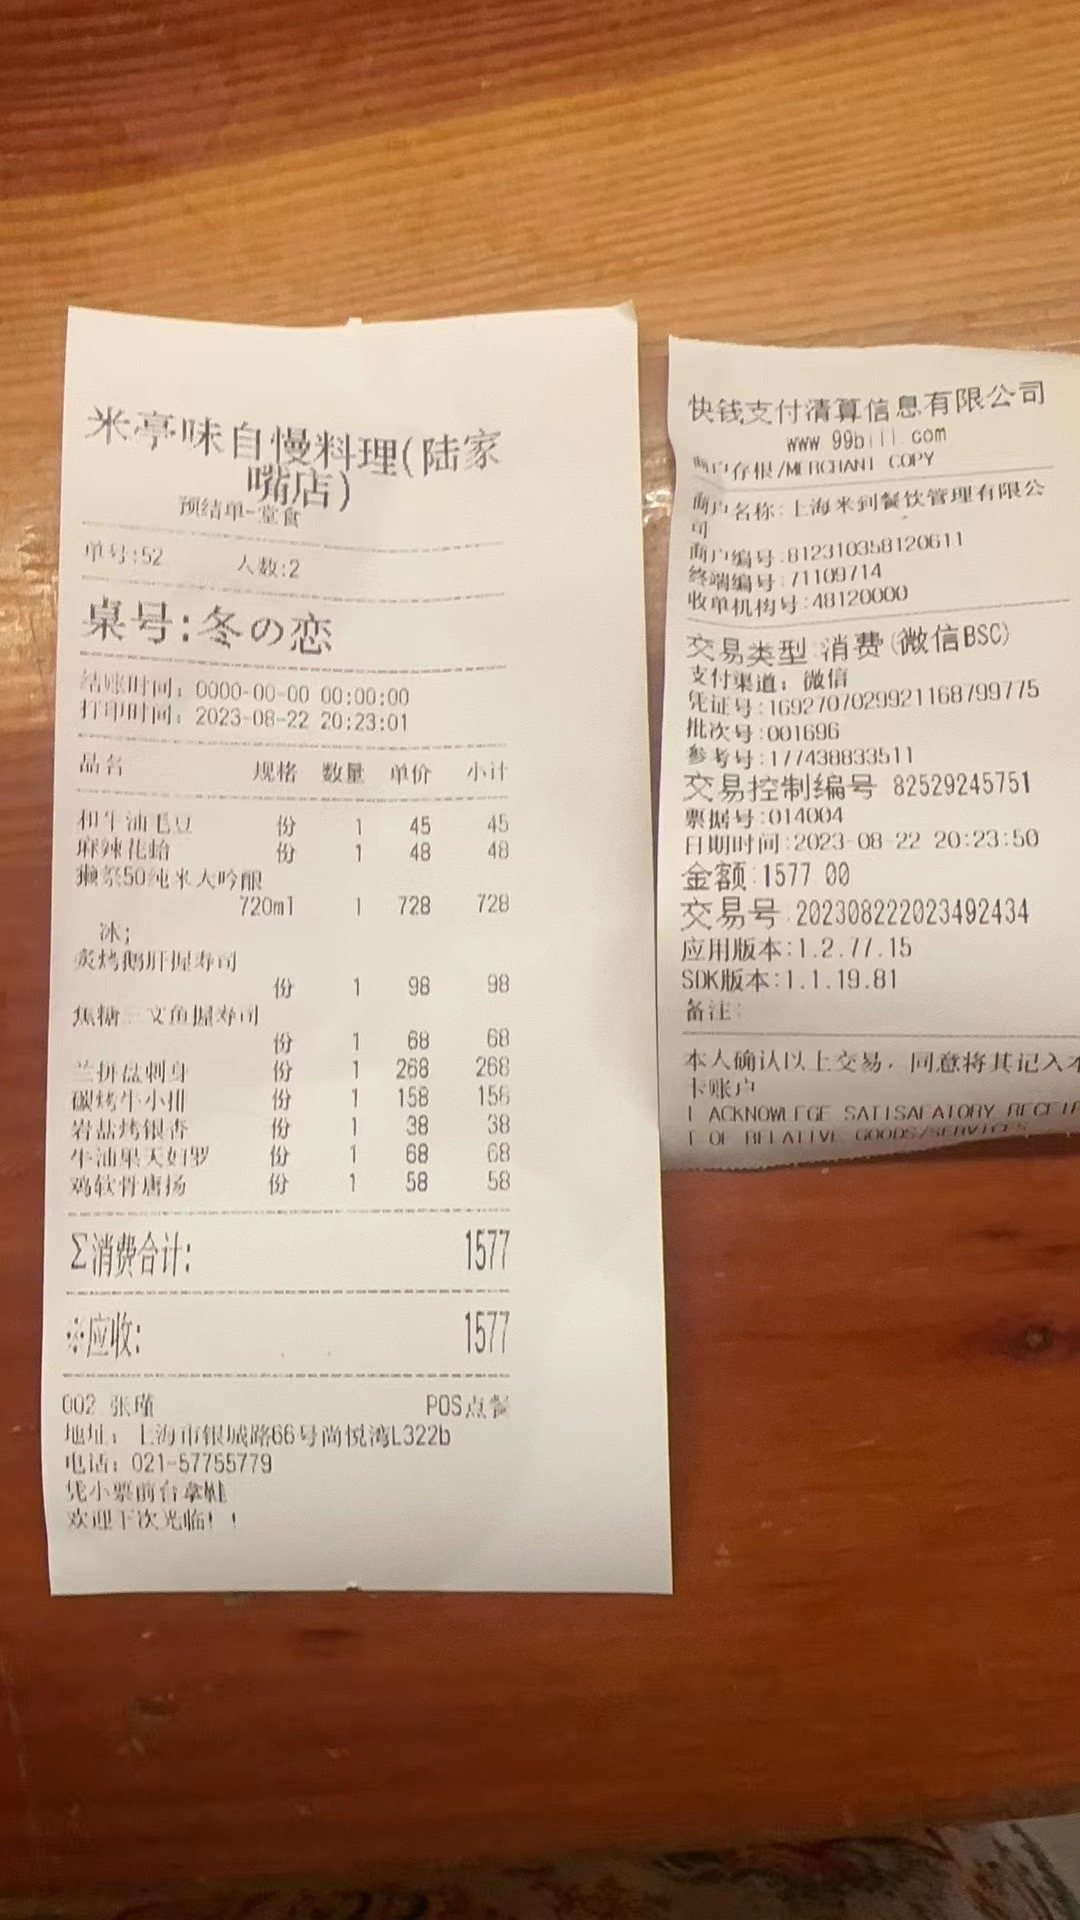 米亭味自慢料理(陆家
嘴店)
预结单-堂食
单号:52 人数:2
桌号:冬の恋
结账时间: 0000-00-00 00:00:00
打印时间: 2023-08-22 20:23:01
品名 规格 数量 单价 小计
和牛油毛豆 份 1 45 45
麻辣花蛤 份 1 48 48
獭祭50纯米大吟酿
720ml 1 728 728
冰;
炙烤鹅肝握寿司
份 1 98 98
焦糖三文鱼握寿司
份 1 68 68
兰拼盘刺身 份 1 268 268
碳烤牛小排 份 1 158 158
岩盐烤银杏 份 1 38 38
牛油果天妇罗 份 1 68 68
鸡软骨唐扬 份 1 58 58
Σ消费合计: 1577
※应收: 1577
002 张瑾 POS点餐
地址: 上海市银城路66号尚悦湾L322b
电话: 021-57755779
凭小票前台拿鞋
欢迎下次光临!!
快钱支付清算信息有限公司
www 99bill com
商户存根/MERCHANT COPY
商户名称:上海米到餐饮管理有限公
司
商户编号:812310358120611
终端编号:71109714
收单机构号:48120000
交易类型 消费(微信BSC)
支付渠道: 微信
凭证号:1692707029921168799775
批次号:001696
参考号:177438833511
交易控制编号 82529245751
票据号:014004
日期时间:2023-08-22 20:23:50
金额:1577 00
交易号 202308222023492434
应用版本:1.2.77.15
SDK版本:1.1.19.81
备注:
本人确认以上交易,同意将其记入本
卡账户
I ACKNOWLEGE SATISAFATORY RECEIP
T OF RELATIVE GOODS/SERVICES